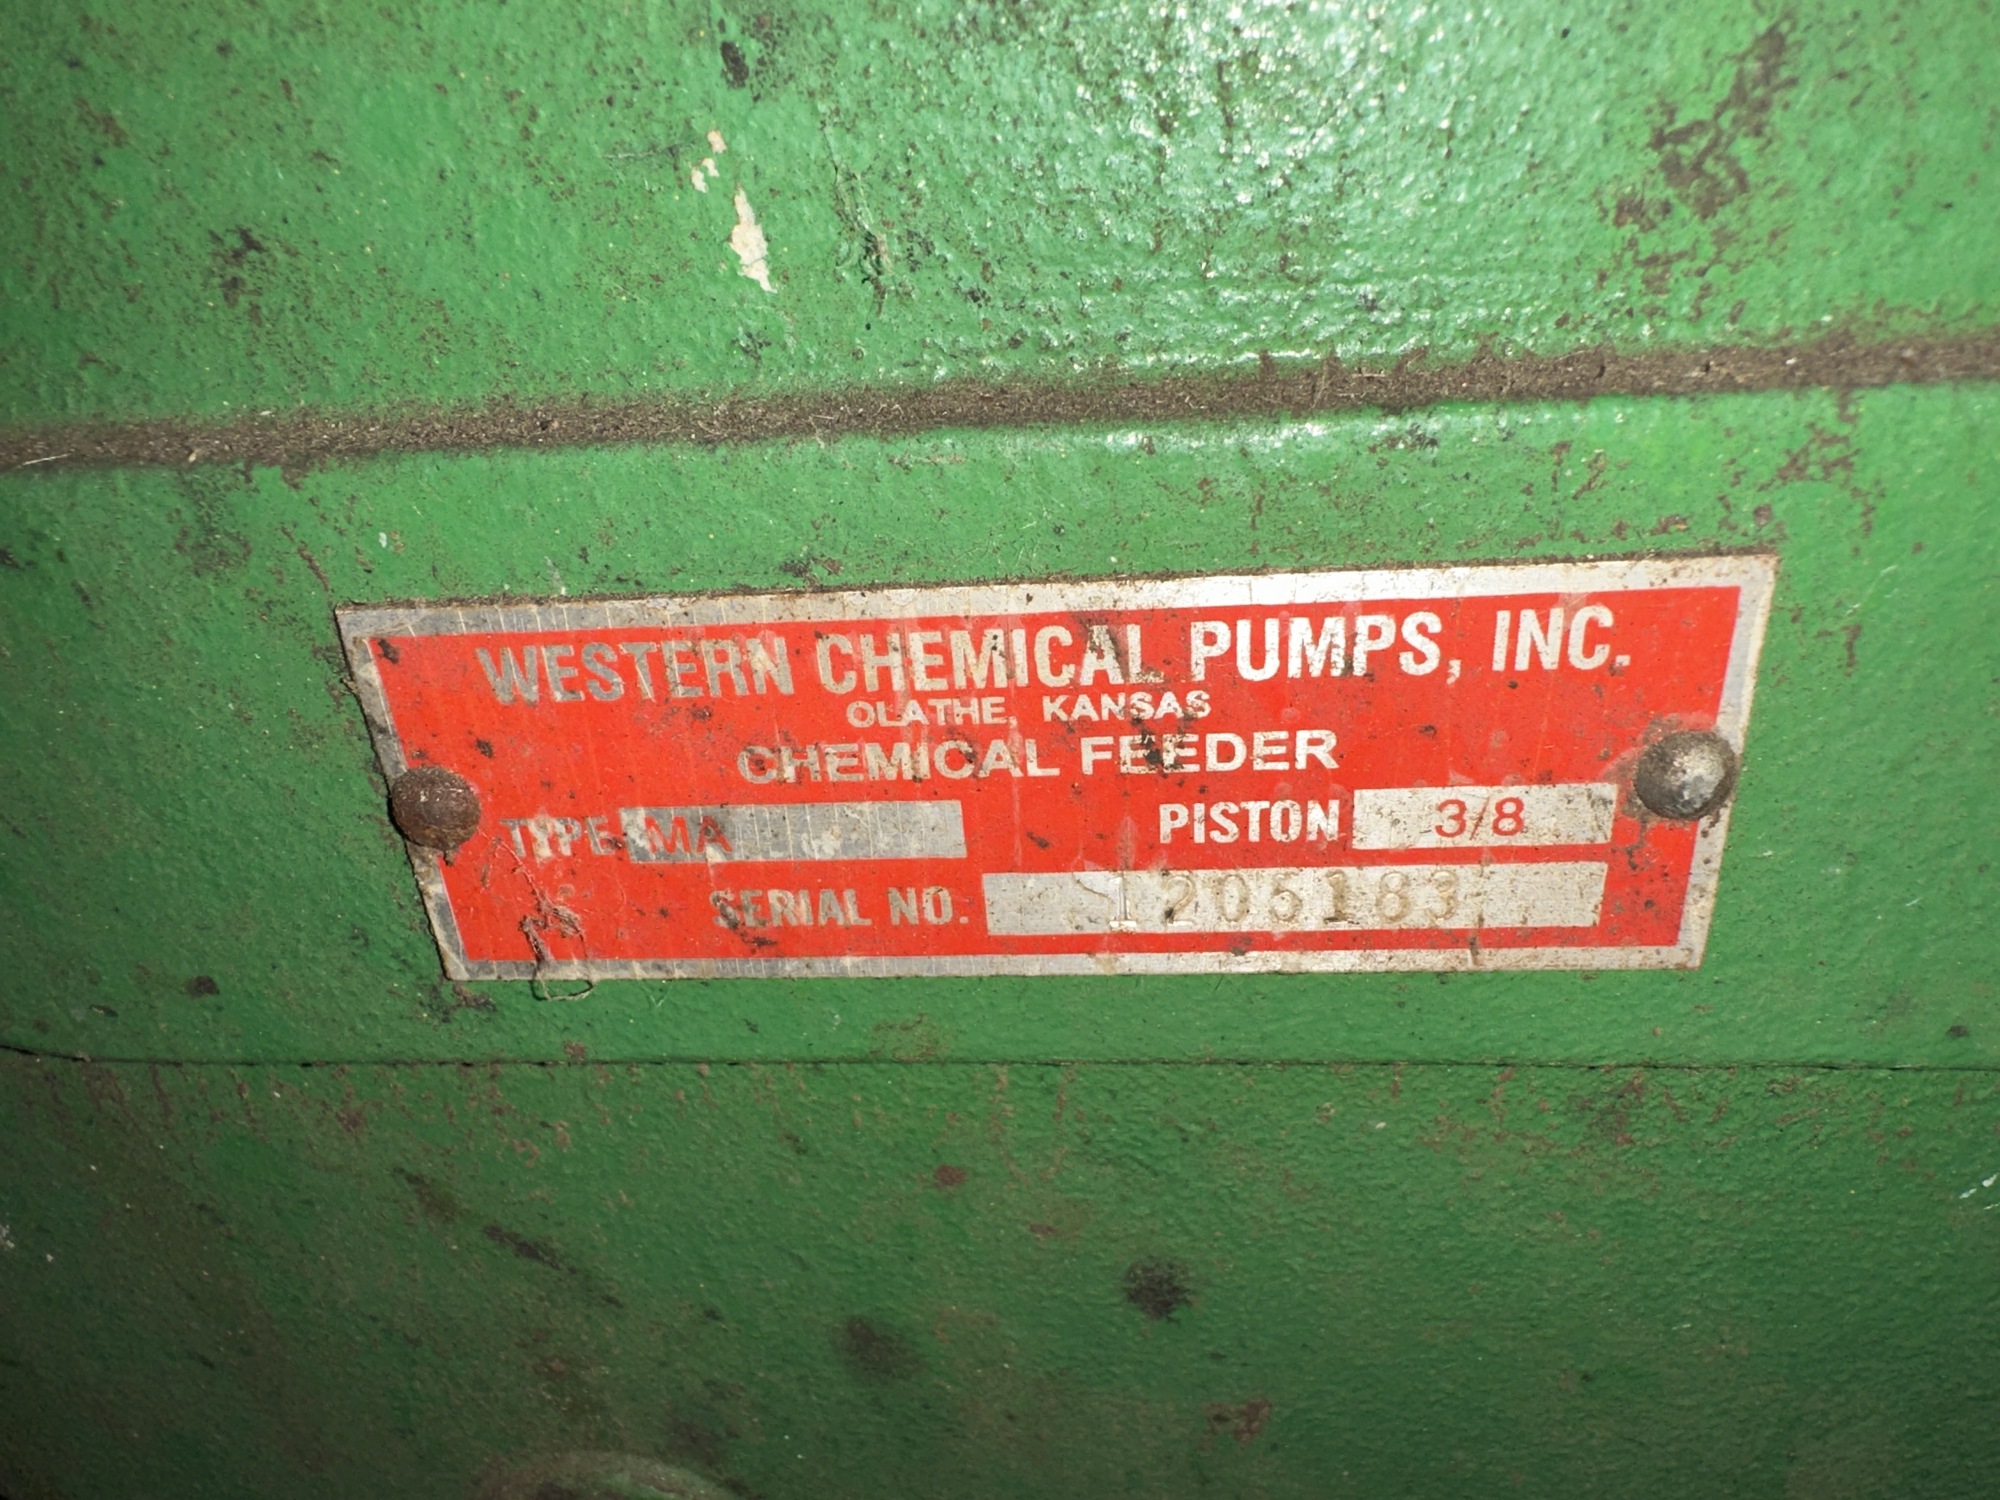 WESTERN CHEMICAL PUMPS, INC.
OLATHE, KANSAS
CHEMICAL FEEDER
TYPE MA PISTON 3/8
SERIAL NO. 1205183